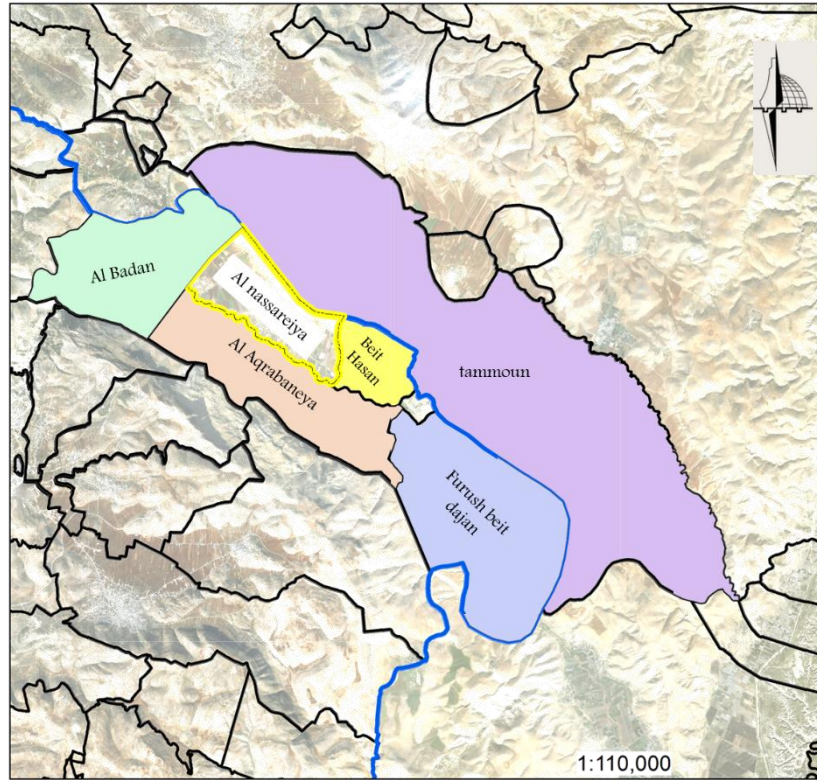 Al Badan
Al nassareiya
Beit
Hasan
Al Aqrabaneya
tammoun
Furush beit
dajan
1:110,000